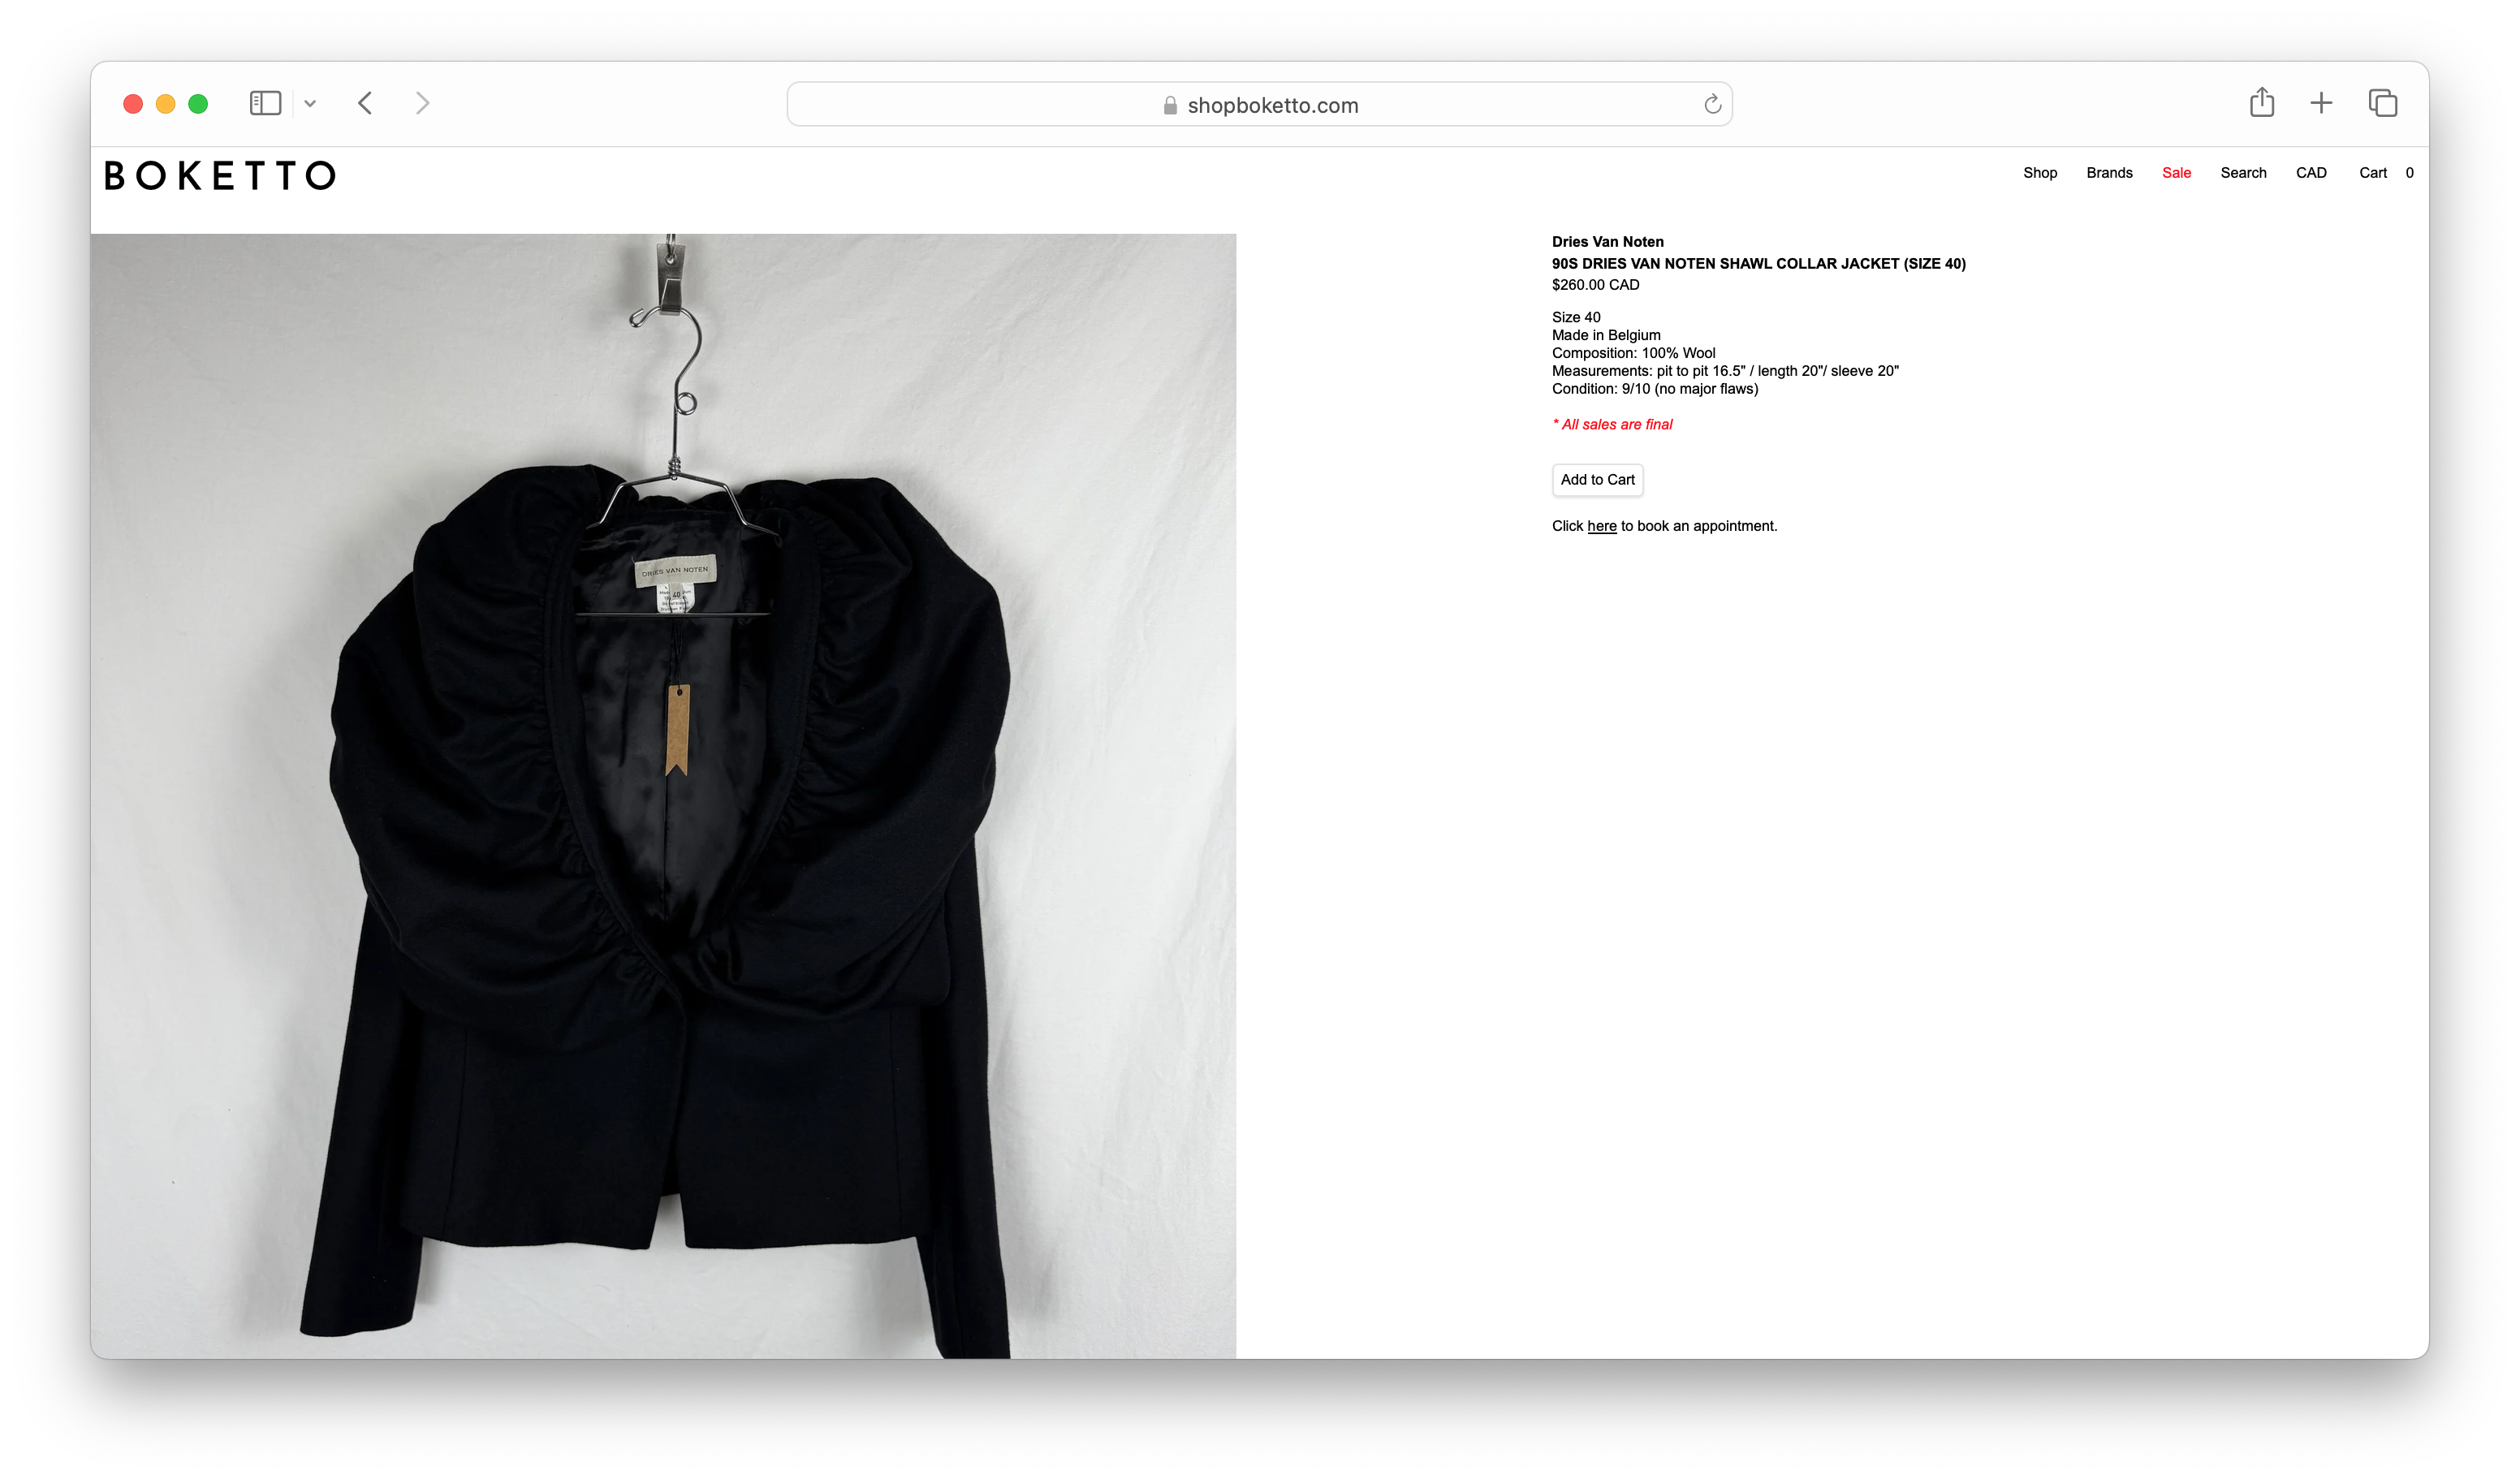 shopboketto.com
BOKETTO
Shop Brands Sale Search CAD Cart 0
Dries Van Noten
90S DRIES VAN NOTEN SHAWL COLLAR JACKET (SIZE 40)
$260.00 CAD
Size 40
Made in Belgium
Composition: 100% Wool
Measurements: pit to pit 16.5" / length 20"/ sleeve 20"
Condition: 9/10 (no major flaws)
* All sales are final
Add to Cart
Click here to book an appointment.
DRIES VAN NOTEN
40